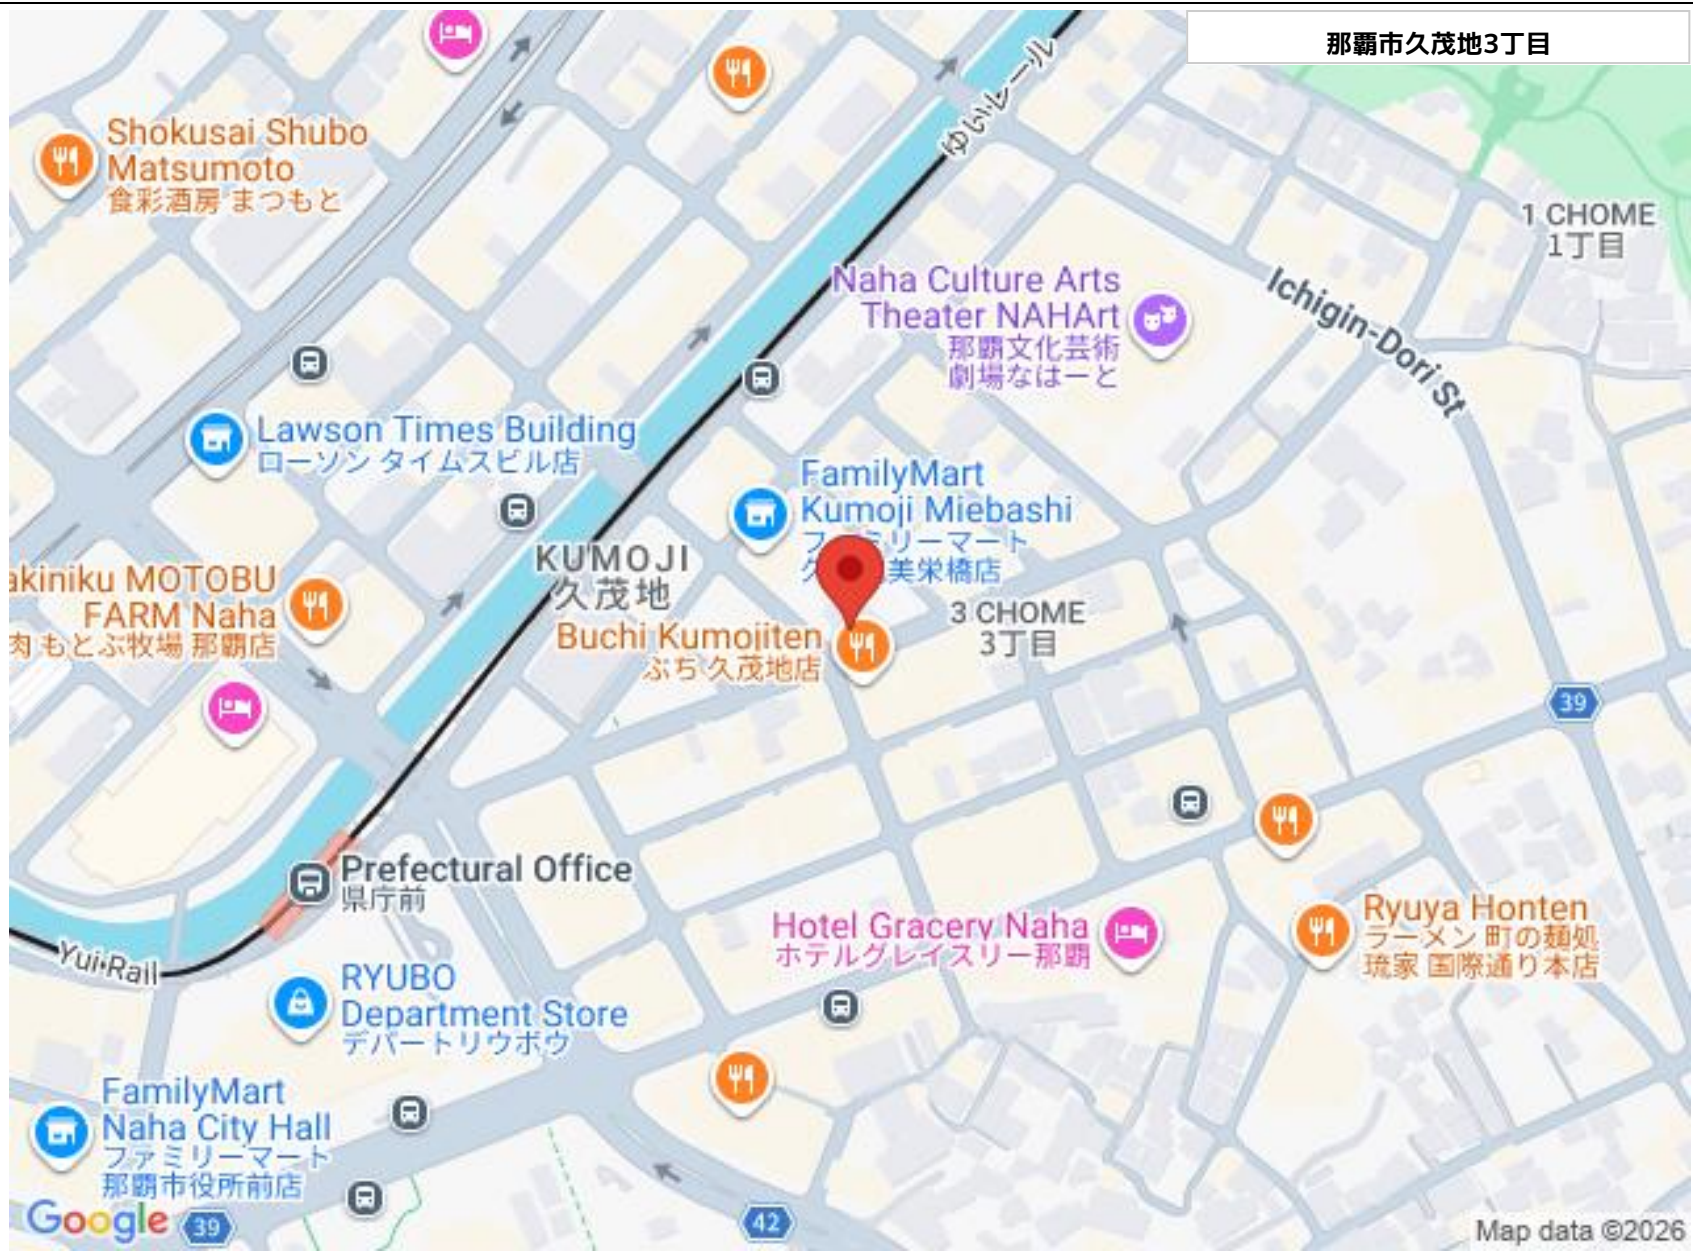 那覇市久茂地3丁目
ゆいレール
Shokusai Shubo
Matsumoto
食彩酒房 まつもと
1 CHOME
1丁目
Naha Culture Arts
Theater NAHArt
那覇文化芸術
劇場なはーと
Ichigin-Dori St
Lawson Times Building
ローソン タイムスビル店
FamilyMart
Kumoji Miebashi
ファミリーマート
美栄橋店
KUMOJI
久茂地
akiniku MOTOBU
FARM Naha
肉 もとぶ牧場 那覇店
Buchi Kumojiten
ぶち 久茂地店
3 CHOME
3丁目
39
Prefectural Office
県庁前
Yui Rail
Hotel Gracery Naha
ホテルグレイスリー那覇
Ryuya Honten
ラーメン 町の麺処
琉家 国際通り本店
RYUBO
Department Store
デパートリウボウ
FamilyMart
Naha City Hall
ファミリーマート
那覇市役所前店
Google
39
42
Map data ©2026